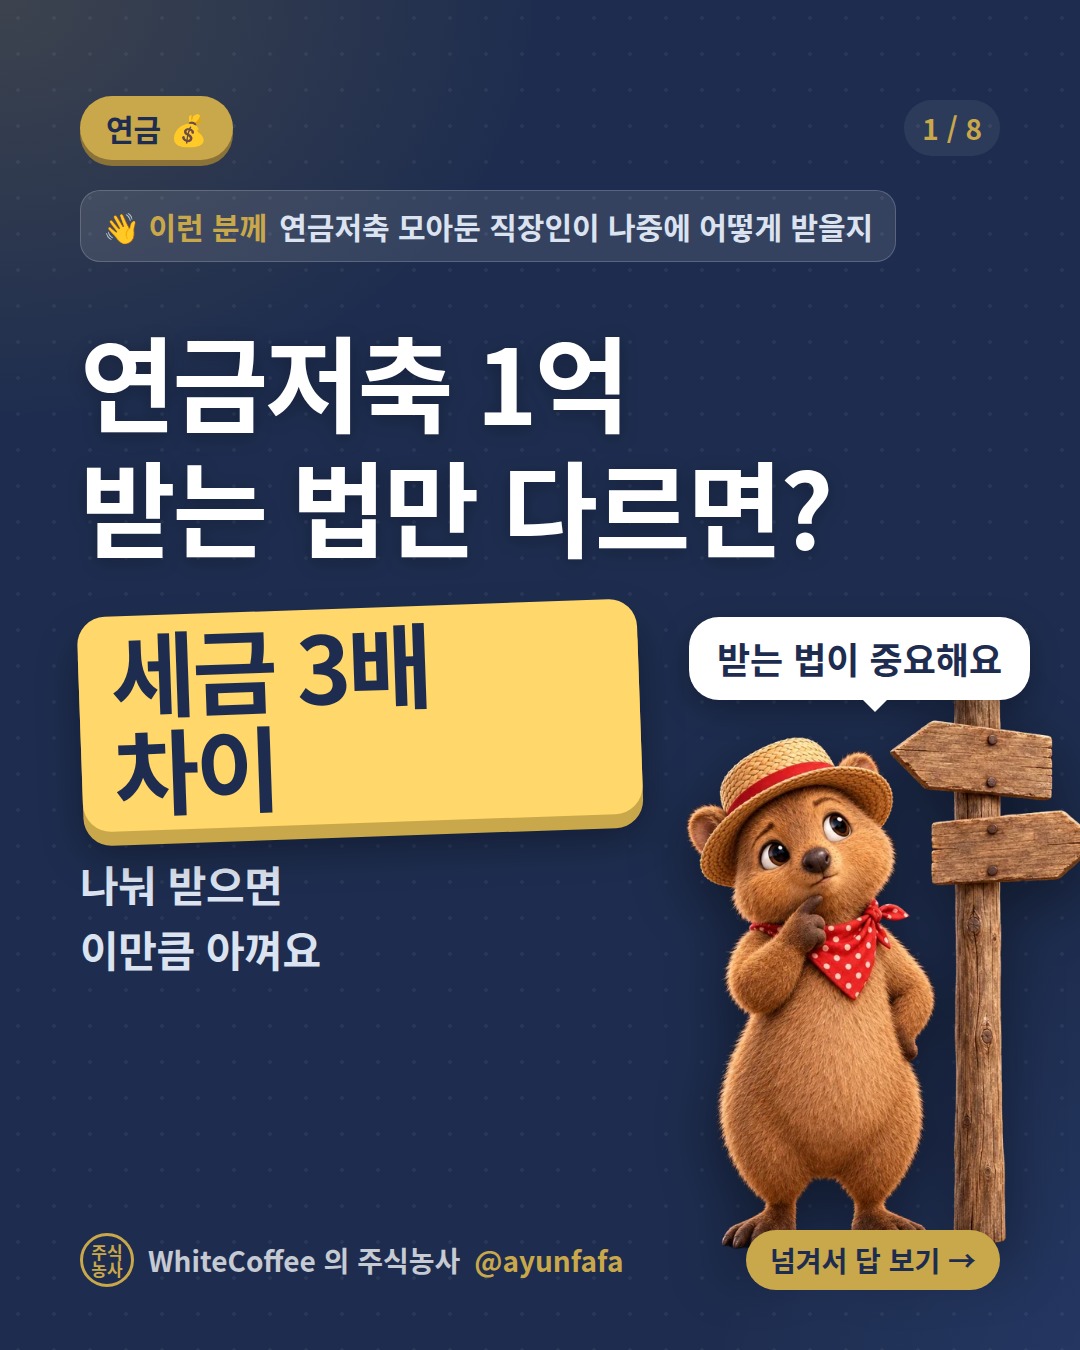 연금 💰
1 / 8
👋 이런 분께 연금저축 모아둔 직장인이 나중에 어떻게 받을지
연금저축 1억
받는 법만 다르면?
세금 3배
차이
받는 법이 중요해요
나눠 받으면
이만큼 아껴요
주식
농사
WhiteCoffee 의 주식농사 @ayunfafa
넘겨서 답 보기 →